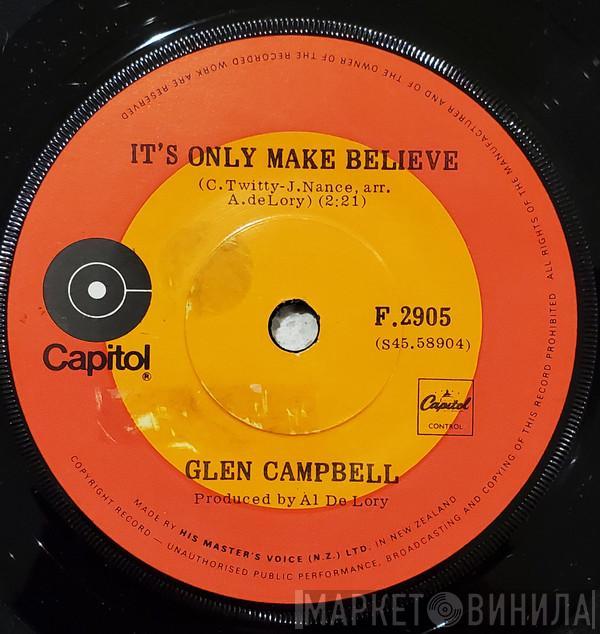 IT'S ONLY MAKE BELIEVE
(C.Twitty-J.Nance, arr.
A.deLory) (2:21)
Capitol
®
F.2905
(S45.58904)
Capitol
CONTROL
GLEN CAMPBELL
Produced by Al De Lory
MADE BY HIS MASTER'S VOICE (N.Z.) LTD. IN NEW ZEALAND
COPYRIGHT RECORD — UNAUTHORISED PUBLIC PERFORMANCE, BROADCASTING AND COPYING OF THIS RECORD PROHIBITED ALL RIGHTS OF THE MANUFACTURER AND OF THE OWNER OF THE RECORDED WORK ARE RESERVED
МАРКЕТ ВИНИЛА